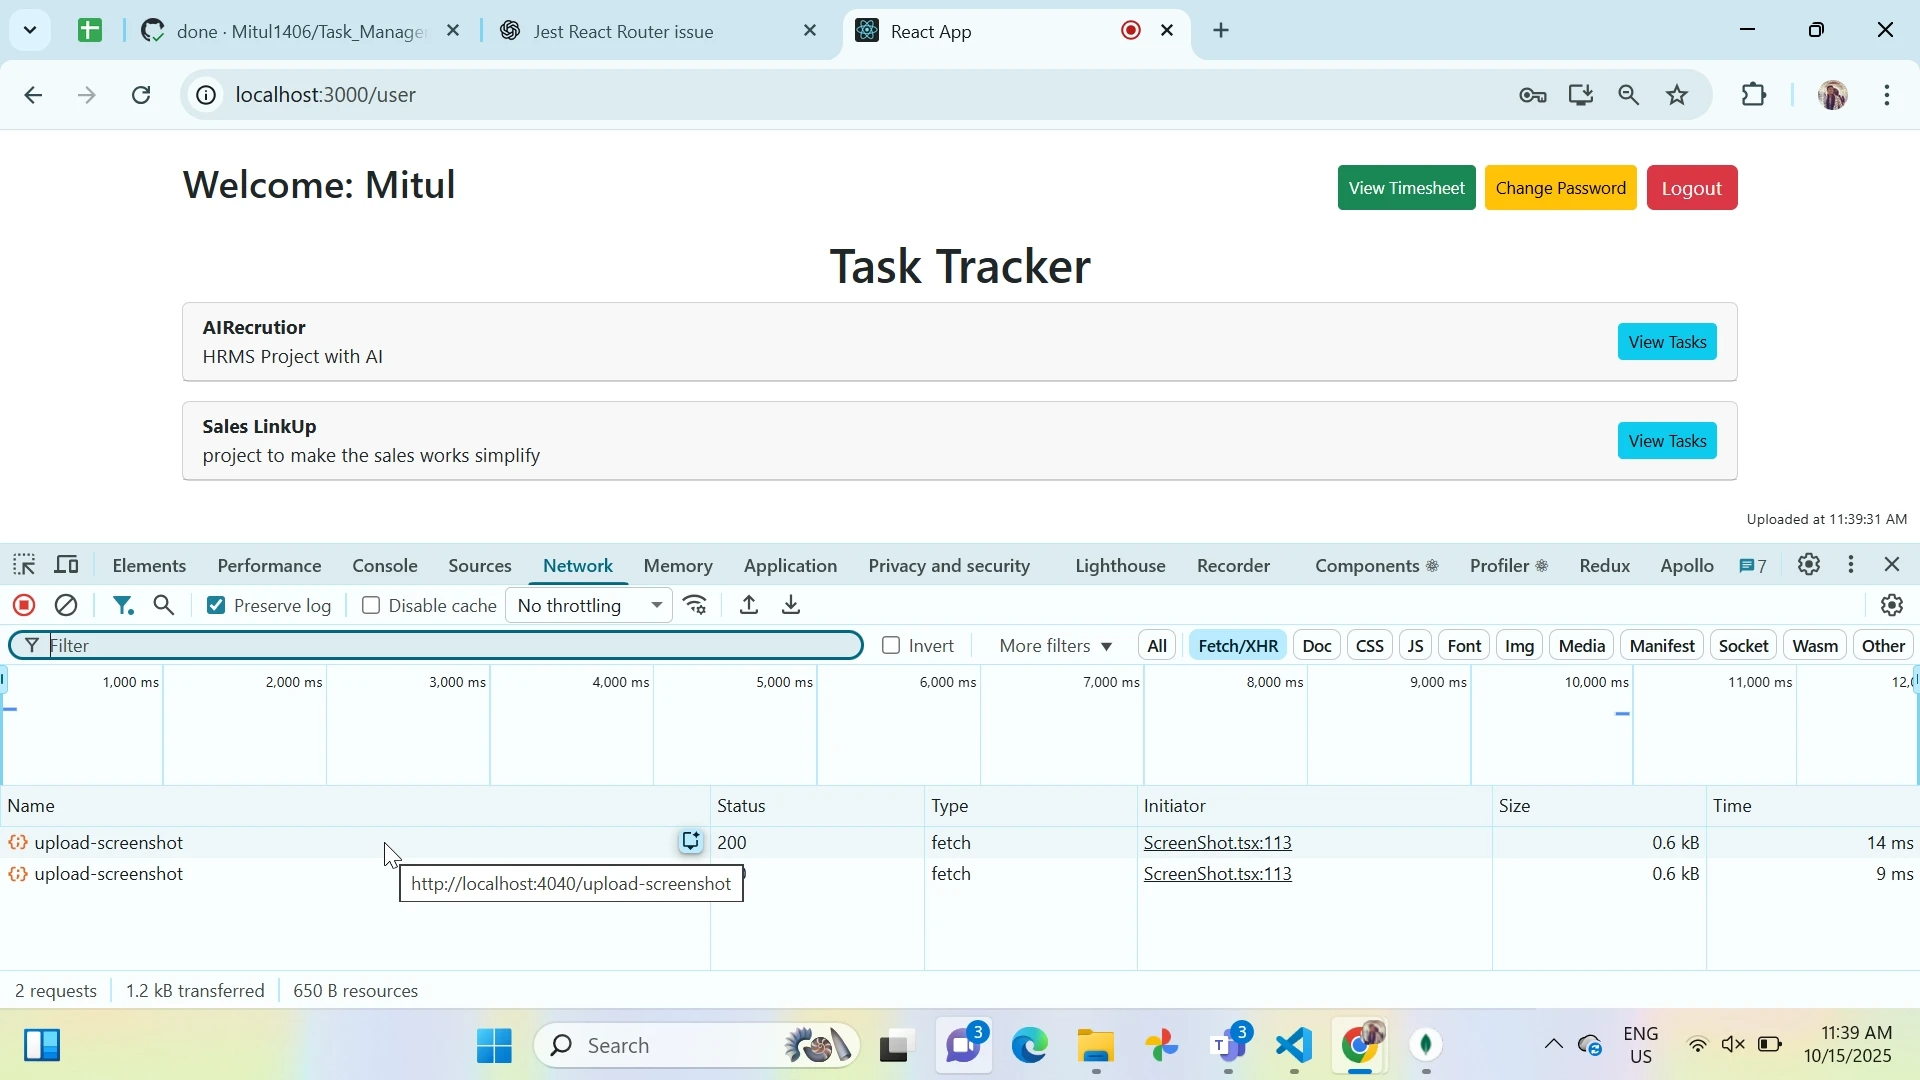 done · Mitul1406/Task_Manage
Jest React Router issue
React App
localhost:3000/user
Welcome: Mitul
View Timesheet
Change Password
Logout
Task Tracker
AIRecrutior
HRMS Project with AI
View Tasks
Sales LinkUp
project to make the sales works simplify
View Tasks
Uploaded at 11:39:31 AM
Elements
Performance
Console
Sources
Network
Memory
Application
Privacy and security
Lighthouse
Recorder
Components
Profiler
Redux
Apollo
7
Preserve log
Disable cache
No throttling
Filter
Invert
More filters
All
Fetch/XHR
Doc
CSS
JS
Font
Img
Media
Manifest
Socket
Wasm
Other
1,000 ms
2,000 ms
3,000 ms
4,000 ms
5,000 ms
6,000 ms
7,000 ms
8,000 ms
9,000 ms
10,000 ms
11,000 ms
Name
Status
Type
Initiator
Size
Time
upload-screenshot
200
fetch
ScreenShot.tsx:113
0.6 kB
14 ms
upload-screenshot
fetch
ScreenShot.tsx:113
0.6 kB
9 ms
http://localhost:4040/upload-screenshot
2 requests
1.2 kB transferred
650 B resources
Search
3
T
3
ENG
US
11:39 AM
10/15/2025